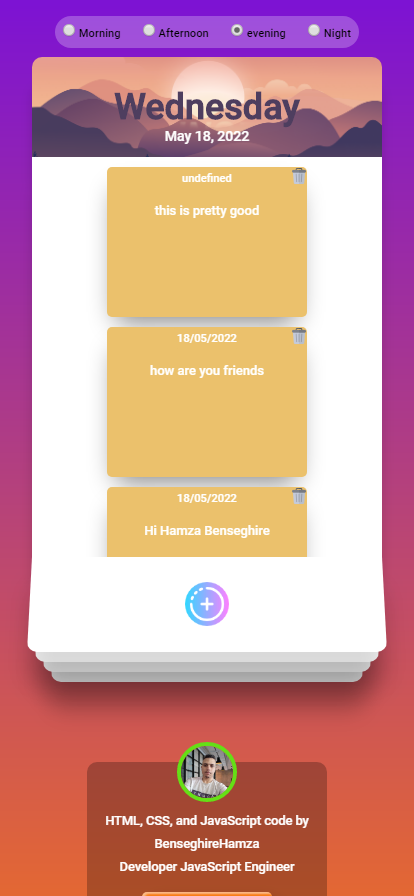 Morning Afternoon evening Night
Wednesday
May 18, 2022
undefined
this is pretty good
18/05/2022
how are you friends
18/05/2022
Hi Hamza Benseghire
HTML, CSS, and JavaScript code by
BenseghireHamza
Developer JavaScript Engineer